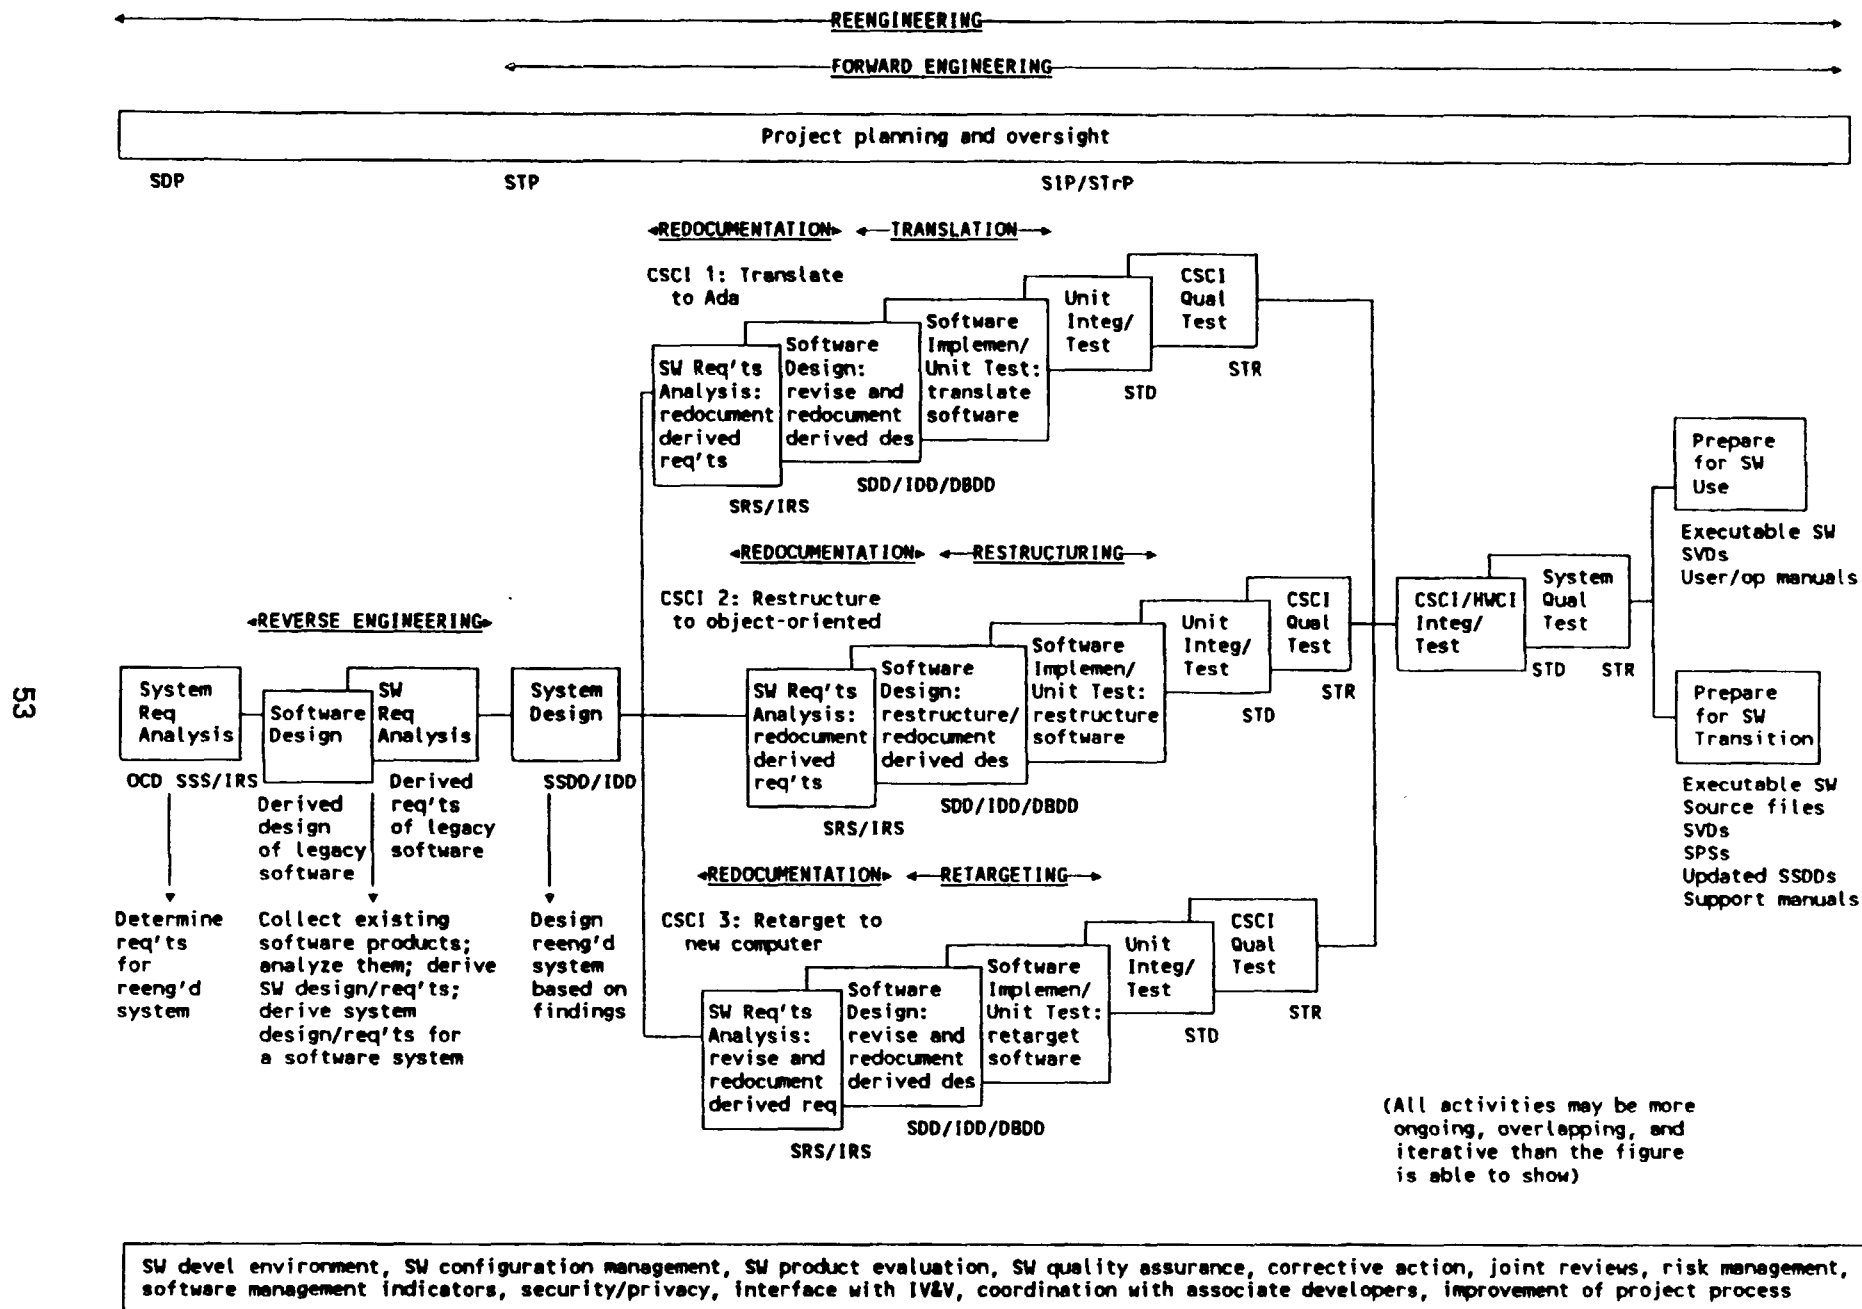 REENGINEERING
FORWARD ENGINEERING
Project planning and oversight
SDP
STP
SIP/STrP
REDOCUMENTATION
TRANSLATION
CSCI 1: Translate
to Ada
SW Req'ts
Analysis:
redocument
derived
req'ts
SRS/IRS
Software
Design:
revise and
redocument
derived des
SDD/IDD/DBDD
Software
Implemen/
Unit Test:
translate
software
Unit
Integ/
Test
STD
CSCI
Qual
Test
STR
REDOCUMENTATION
RESTRUCTURING
CSCI 2: Restructure
to object-oriented
SW Req'ts
Analysis:
redocument
derived
req'ts
SRS/IRS
Software
Design:
restructure/
redocument
derived des
SDD/IDD/DBDD
Software
Implemen/
Unit Test:
restructure
software
Unit
Integ/
Test
STD
CSCI
Qual
Test
STR
REDOCUMENTATION
RETARGETING
CSCI 3: Retarget to
new computer
SW Req'ts
Analysis:
revise and
redocument
derived req
SRS/IRS
Software
Design:
revise and
redocument
derived des
SDD/IDD/DBDD
Software
Implemen/
Unit Test:
retarget
software
Unit
Integ/
Test
STD
CSCI
Qual
Test
STR
REVERSE ENGINEERING
System
Req
Analysis
OCD SSS/IRS
Determine
req'ts
for
reeng'd
system
Software
Design
Derived
design
of legacy
software
SW
Req
Analysis
Derived
req'ts
of legacy
software
Collect existing
software products;
analyze them; derive
SW design/req'ts;
derive system
design/req'ts for
a software system
System
Design
SSDD/IDD
Design
reeng'd
system
based on
findings
CSCI/HWCI
Integ/
Test
STD
System
Qual
Test
STR
Prepare
for SW
Use
Executable SW
SVDs
User/op manuals
Prepare
for SW
Transition
Executable SW
Source files
SVDs
SPSs
Updated SSDDs
Support manuals
(All activities may be more
ongoing, overlapping, and
iterative than the figure
is able to show)
SW devel environment, SW configuration management, SW product evaluation, SW quality assurance, corrective action, joint reviews, risk management,
software management indicators, security/privacy, interface with IV&V, coordination with associate developers, improvement of project process
53